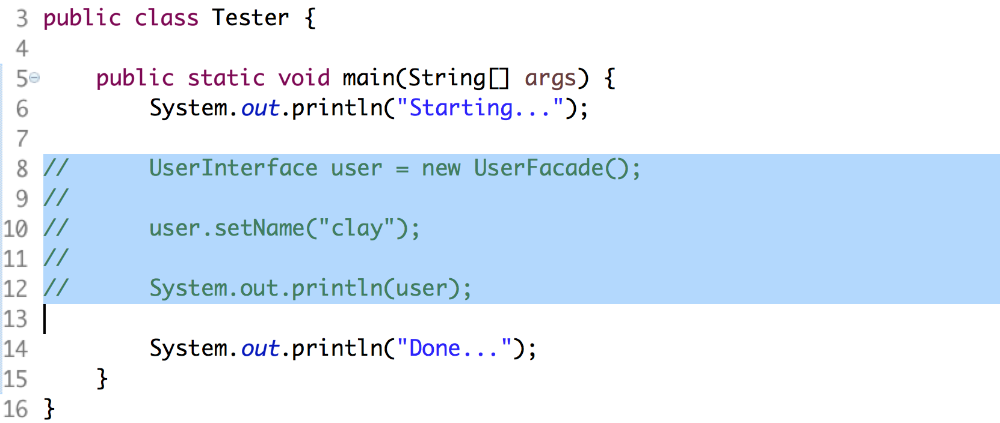 3 public class Tester {
4
5 public static void main(String[] args) {
6 System.out.println("Starting...");
7
8 // UserInterface user = new UserFacade();
9 //
10 // user.setName("clay");
11 //
12 // System.out.println(user);
13
14 System.out.println("Done...");
15 }
16 }